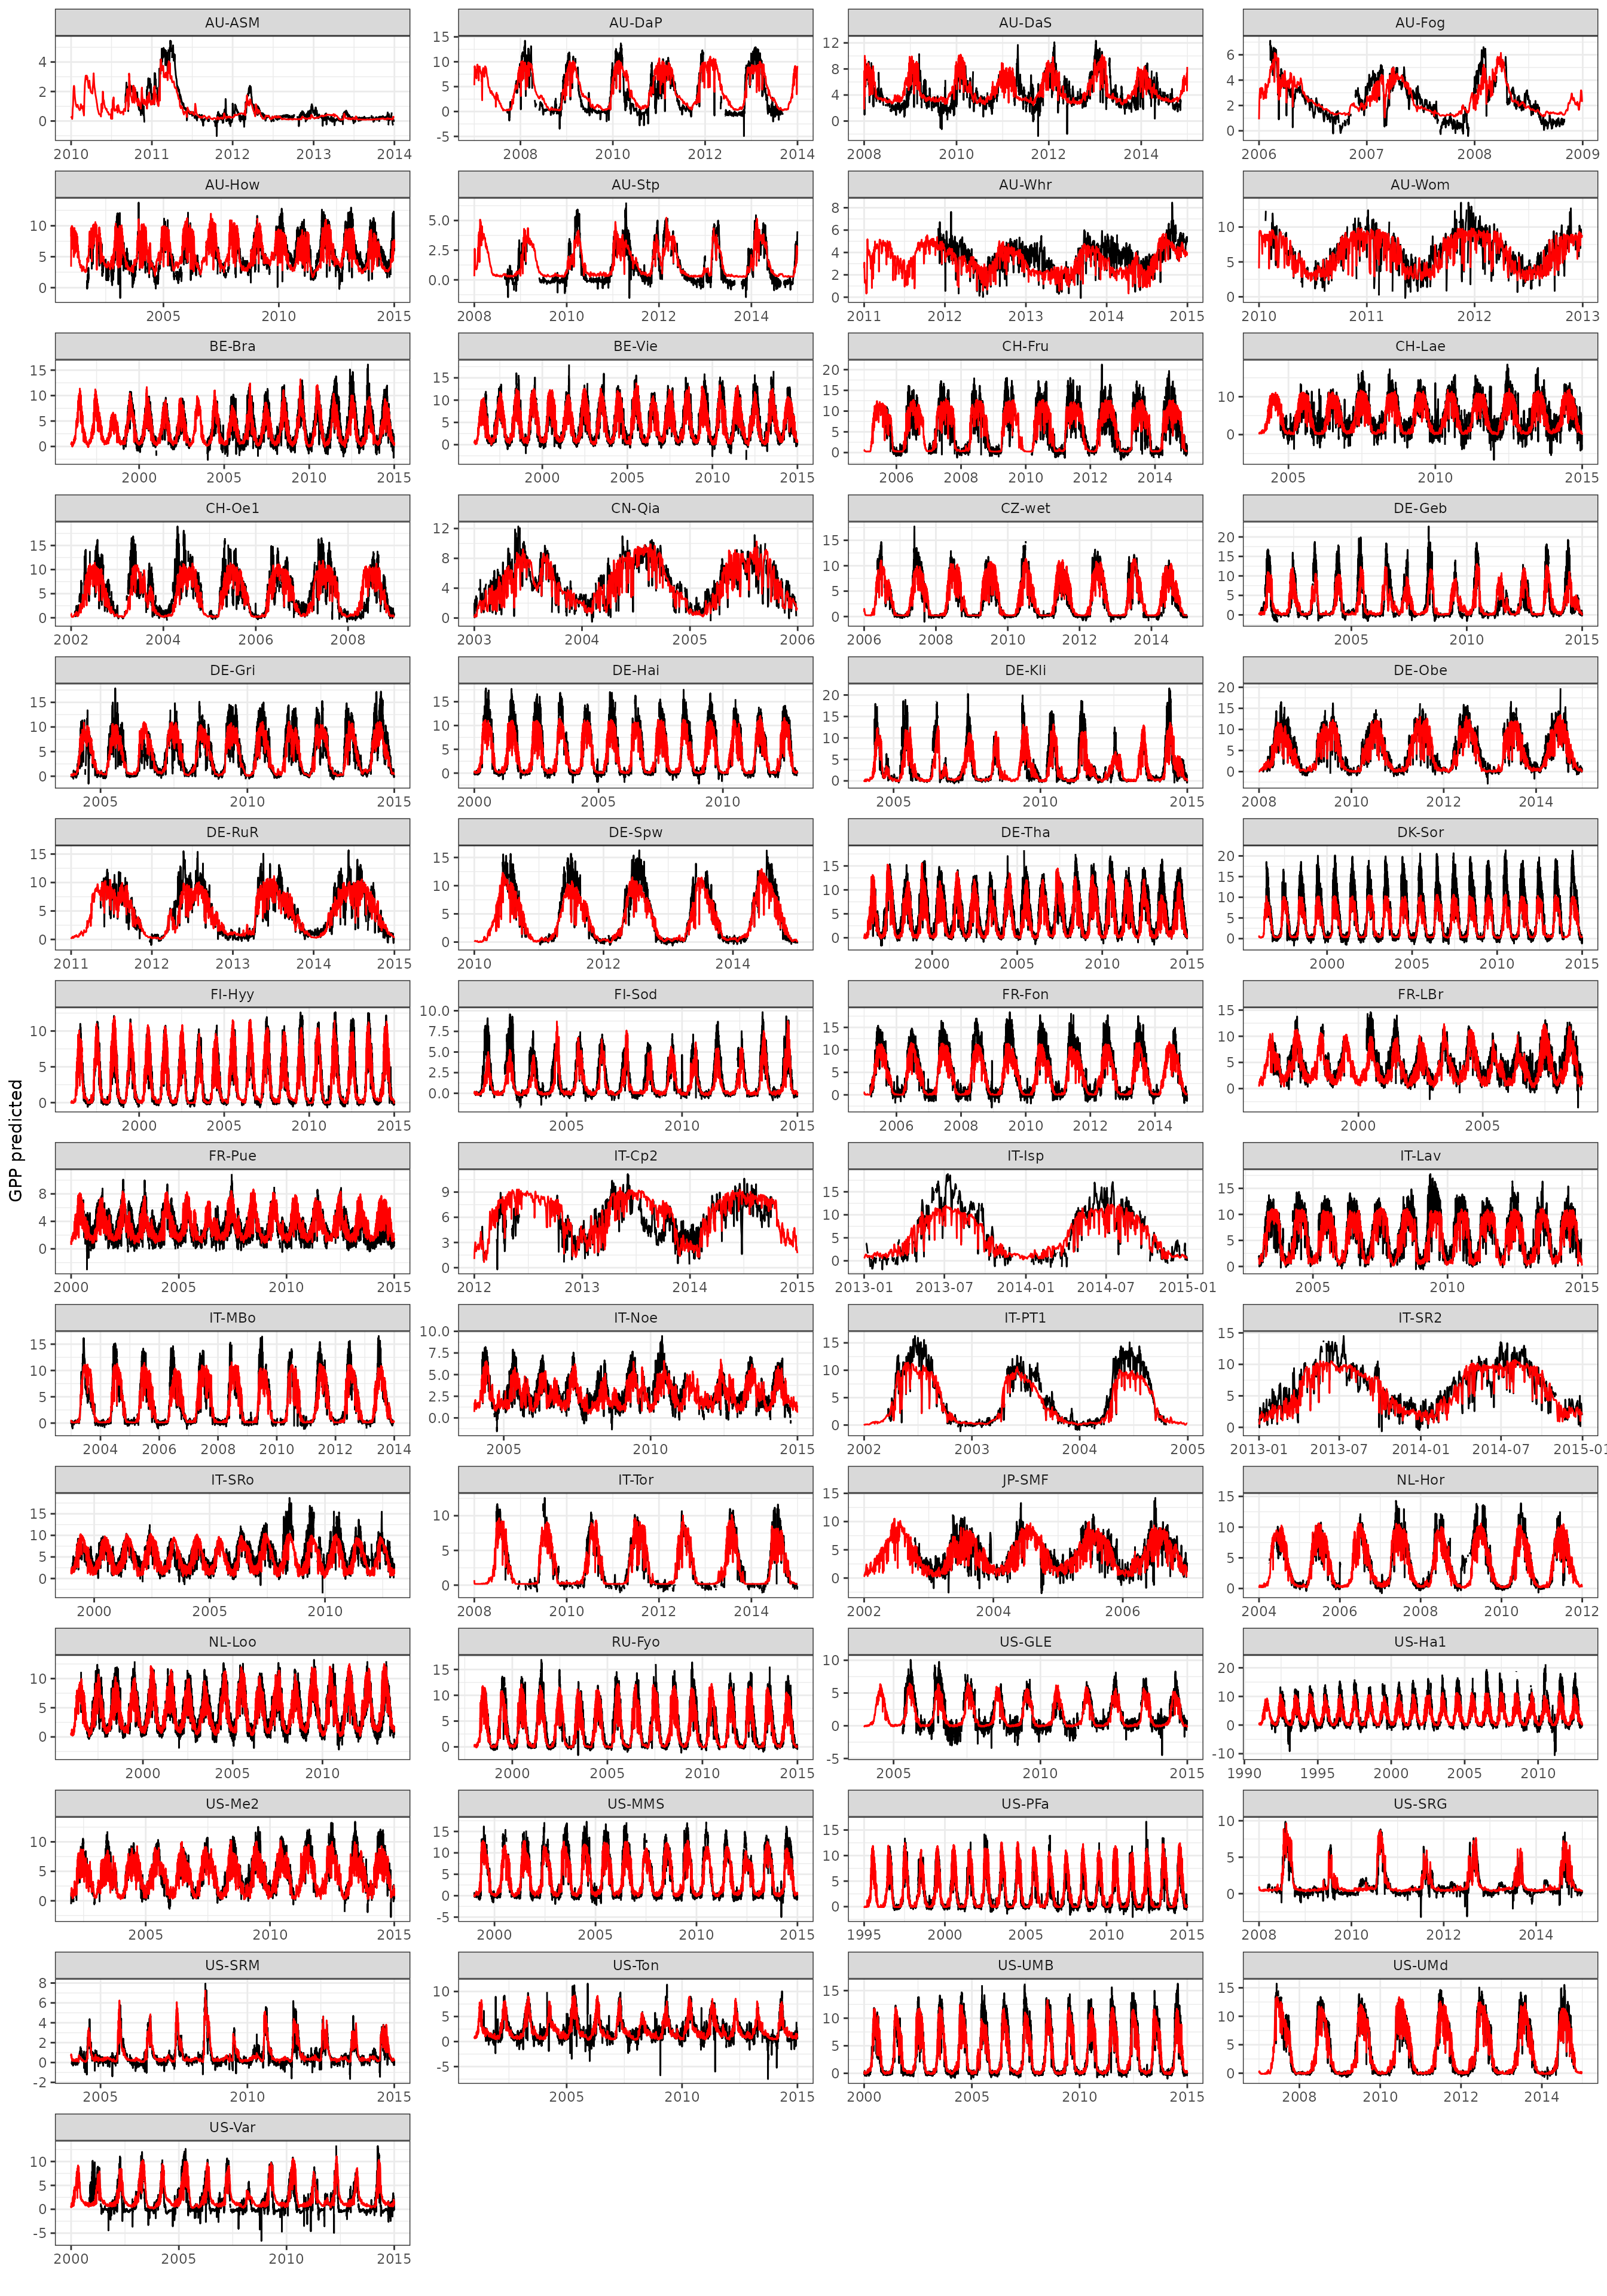 AU-ASM AU-DaP AU-DaS AU-Fog
4 2 0 15 10 5 0 -5 12 8 4 0 6 4 2 0
2010 2011 2012 2013 2014 2008 2010 2012 2014 2008 2010 2012 2014 2006 2007 2008 2009
AU-How AU-Stp AU-Whr AU-Wom
10 5 0 5.0 2.5 0.0 8 6 4 2 0 10 5 0
2005 2010 2015 2008 2010 2012 2014 2011 2012 2013 2014 2015 2010 2011 2012 2013
BE-Bra BE-Vie CH-Fru CH-Lae
15 10 5 0 15 10 5 0 20 15 10 5 0 10 0
2000 2005 2010 2015 2000 2005 2010 2015 2006 2008 2010 2012 2014 2005 2010 2015
CH-Oe1 CN-Qia CZ-wet DE-Geb
15 10 5 0 12 8 4 0 15 10 5 0 20 15 10 5 0
2002 2004 2006 2008 2003 2004 2005 2006 2006 2008 2010 2012 2014 2005 2010 2015
DE-Gri DE-Hai DE-Kli DE-Obe
15 10 5 0 15 10 5 0 20 15 10 5 0 20 15 10 5 0
2005 2010 2015 2000 2005 2010 2005 2010 2015 2008 2010 2012 2014
DE-RuR DE-Spw DE-Tha DK-Sor
15 10 5 0 15 10 5 0 15 10 5 0 20 15 10 5 0
2011 2012 2013 2014 2015 2010 2012 2014 2000 2005 2010 2015 2000 2005 2010 2015
FI-Hyy FI-Sod FR-Fon FR-LBr
10 5 0 10.0 7.5 5.0 2.5 0.0 15 10 5 0 15 10 5 0
2000 2005 2010 2015 2005 2010 2015 2006 2008 2010 2012 2014 2000 2005
GPP predicted
FR-Pue IT-Cp2 IT-Isp IT-Lav
8 4 0 9 6 3 0 15 10 5 0 15 10 5 0
2000 2005 2010 2015 2012 2013 2014 2015 2013-01 2013-07 2014-01 2014-07 2015-01 2005 2010 2015
IT-MBo IT-Noe IT-PT1 IT-SR2
15 10 5 0 10.0 7.5 5.0 2.5 0.0 15 10 5 0 15 10 5 0
2004 2006 2008 2010 2012 2014 2005 2010 2015 2002 2003 2004 2005 2013-01 2013-07 2014-01 2014-07
IT-SRo IT-Tor JP-SMF NL-Hor
15 10 5 0 10 5 0 15 10 5 0 15 10 5 0
2000 2005 2010 2008 2010 2012 2014 2002 2004 2006 2004 2006 2008 2010 2012
NL-Loo RU-Fyo US-GLE US-Ha1
10 5 0 15 10 5 0 10 5 0 -5 20 10 0 -10
2000 2005 2010 2000 2005 2010 2015 2005 2010 2015 1990 1995 2000 2005 2010
US-Me2 US-MMS US-PFa US-SRG
10 5 0 15 10 5 0 -5 15 10 5 0 10 5 0
2005 2010 2015 2000 2005 2010 2015 1995 2000 2005 2010 2015 2008 2010 2012 2014
US-SRM US-Ton US-UMB US-UMd
8 6 4 2 0 -2 10 5 0 -5 15 10 5 0 15 10 5 0
2005 2010 2015 2005 2010 2015 2000 2005 2010 2015 2008 2010 2012 2014
US-Var
10 5 0 -5
2000 2005 2010 2015